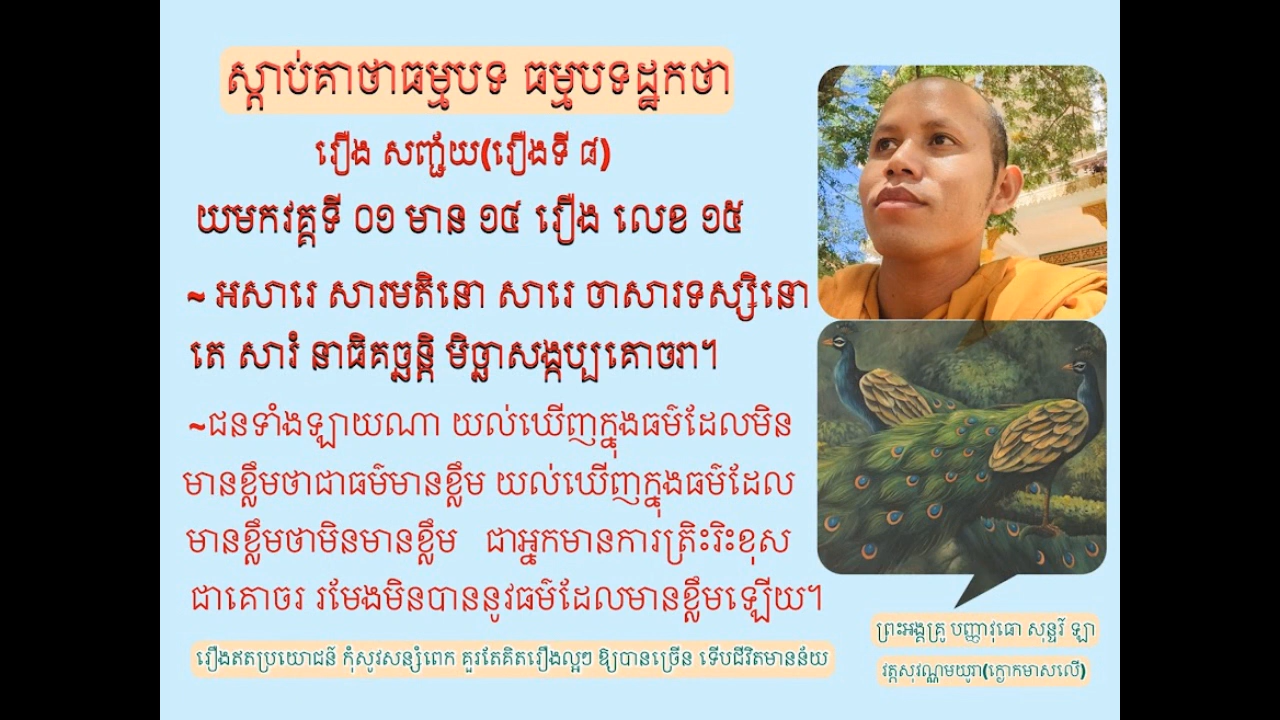 ស្តាប់គាថាធម្មបទ ធម្មបទដ្ឋកថា
រឿង សញ្ជ័យ(រឿងទី ៨)
យមកវគ្គទី ០១ មាន ១៤ រឿង លេខ ១៥
~ អសារេ សារមតិនោ សារេ ចាសារទស្សិនោ
តេ សារំ នាធិគច្ឆន្តិ មិច្ឆាសង្កប្បគោចរា។
~ជនទាំងឡាយណា យល់ឃើញក្នុងធម៌ដែលមិន
មានខ្លឹមថាជាធម៌មានខ្លឹម យល់ឃើញក្នុងធម៌ដែល
មានខ្លឹមថាមិនមានខ្លឹម ជាអ្នកមានការត្រិះរិះខុស
ជាគោចរ រមែងមិនបាននូវធម៌ដែលមានខ្លឹមឡើយ។
រឿងឥតប្រយោជន៍ កុំសូវសន្សំពេក គួរតែគិតរឿងល្អៗ ឱ្យបានច្រើន ទើបជីវិតមានន័យ
ព្រះអង្គគ្រូ បញ្ញាវុធោ សុន្ទរ៍ ឡា
វត្តសុវណ្ណមយូរា(ក្ងោកមាសលើ)